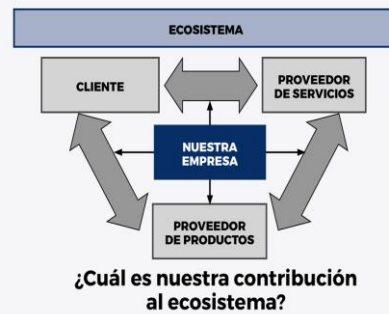 ECOSISTEMA
CLIENTE
PROVEEDOR
DE SERVICIOS
NUESTRA
EMPRESA
PROVEEDOR
DE PRODUCTOS
¿Cuál es nuestra contribución
al ecosistema?